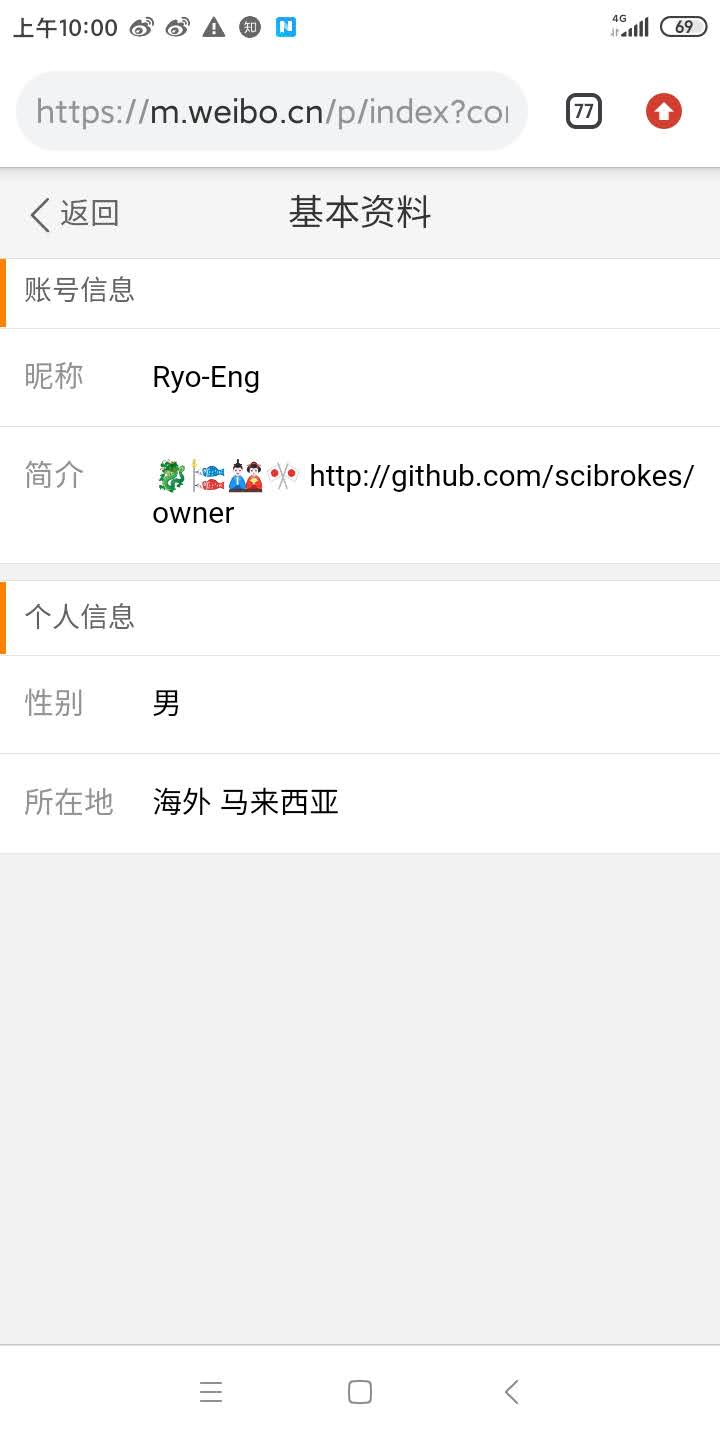 上午10:00 知 N 4G 69
https://m.weibo.cn/p/index?co 77
返回 基本资料
账号信息
昵称 Ryo-Eng
简介 🐉🎏🎎🎌 http://github.com/scibrokes/
owner
个人信息
性别 男
所在地 海外 马来西亚